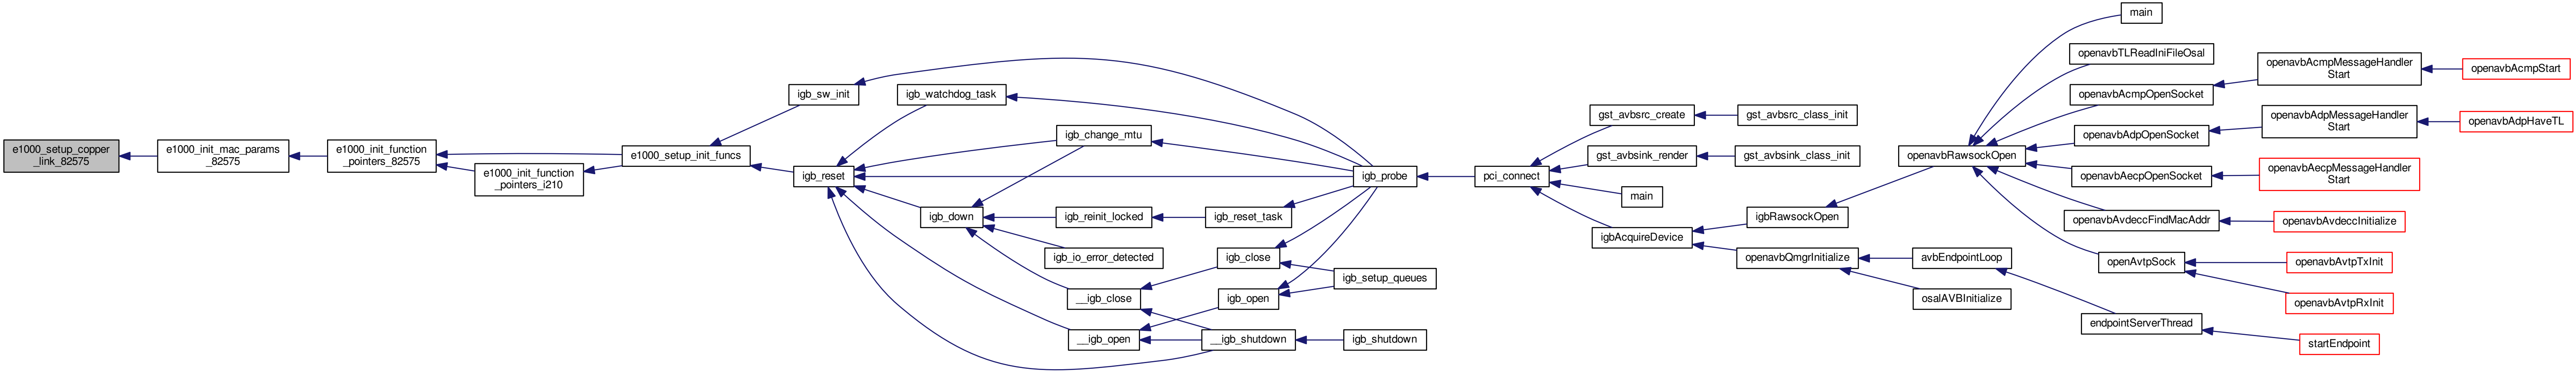 e1000_setup_copper
_link_82575
e1000_init_mac_params
_82575
e1000_init_function
_pointers_82575
e1000_init_function
_pointers_i210
e1000_setup_init_funcs
igb_sw_init
igb_reset
igb_watchdog_task
igb_change_mtu
igb_down
igb_reinit_locked
igb_io_error_detected
__igb_close
__igb_open
igb_reset_task
igb_close
igb_open
__igb_shutdown
igb_probe
igb_setup_queues
igb_shutdown
pci_connect
gst_avbsrc_create
gst_avbsink_render
main
igbAcquireDevice
gst_avbsrc_class_init
gst_avbsink_class_init
igbRawsockOpen
openavbQmgrInitialize
openavbRawsockOpen
avbEndpointLoop
osalAVBInitialize
main
openavbTLReadIniFileOsal
openavbAcmpOpenSocket
openavbAdpOpenSocket
openavbAecpOpenSocket
openavbAvdeccFindMacAddr
openAvtpSock
endpointServerThread
openavbAcmpMessageHandler
Start
openavbAdpMessageHandler
Start
openavbAecpMessageHandler
Start
openavbAvdeccInitialize
openavbAvtpTxInit
openavbAvtpRxInit
startEndpoint
openavbAcmpStart
openavbAdpHaveTL